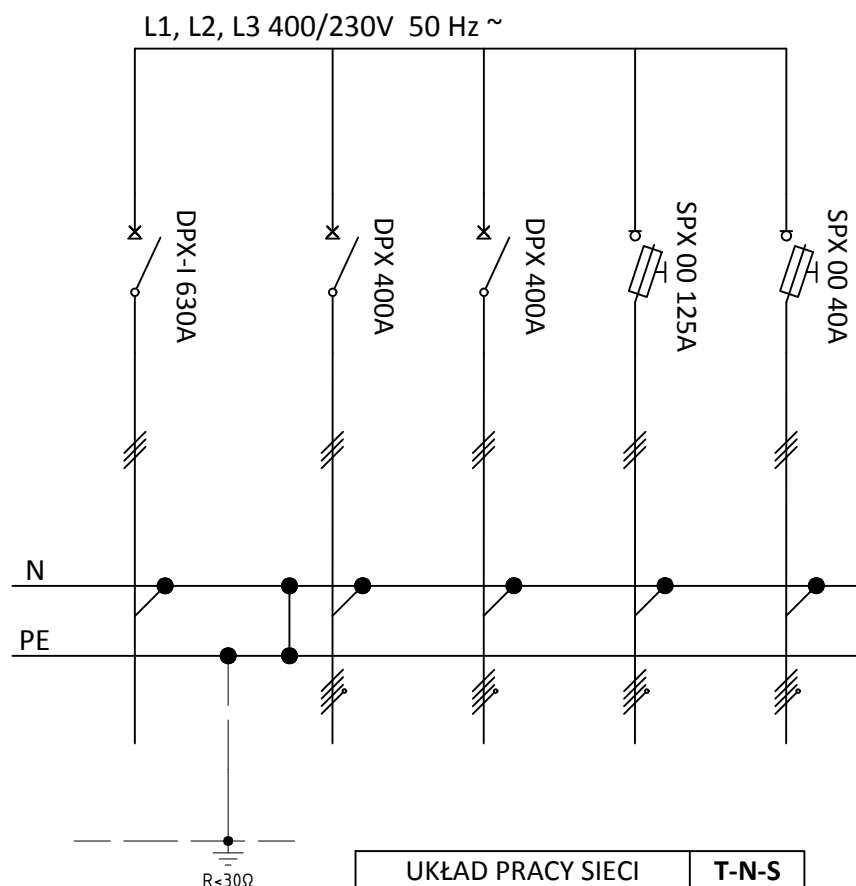 L1, L2, L3 400/230V 50 Hz ~
DPX-I 630A
DPX 400A
DPX 400A
SPX 00 125A
SPX 00 40A
N
PE
R<30Ω
UKŁAD PRACY SIECI T-N-S